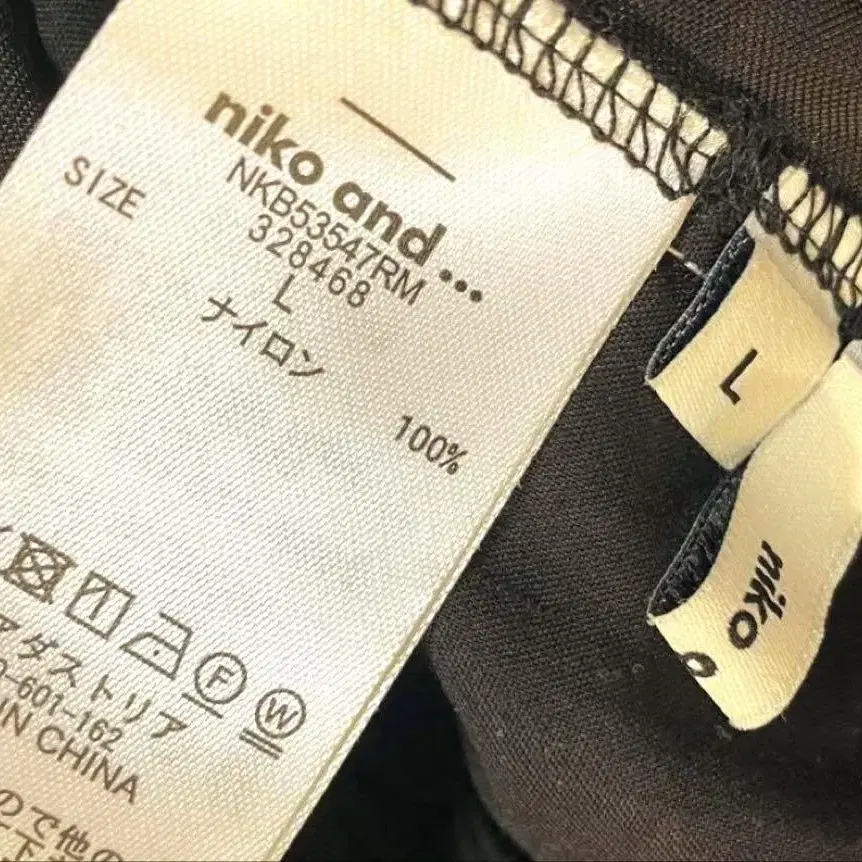 niko and...
NKB53547RM
328468
SIZE
L
ナイロン
100%
F
W
アダストリア
-601-162
IN CHINA
ので他の
L
niko